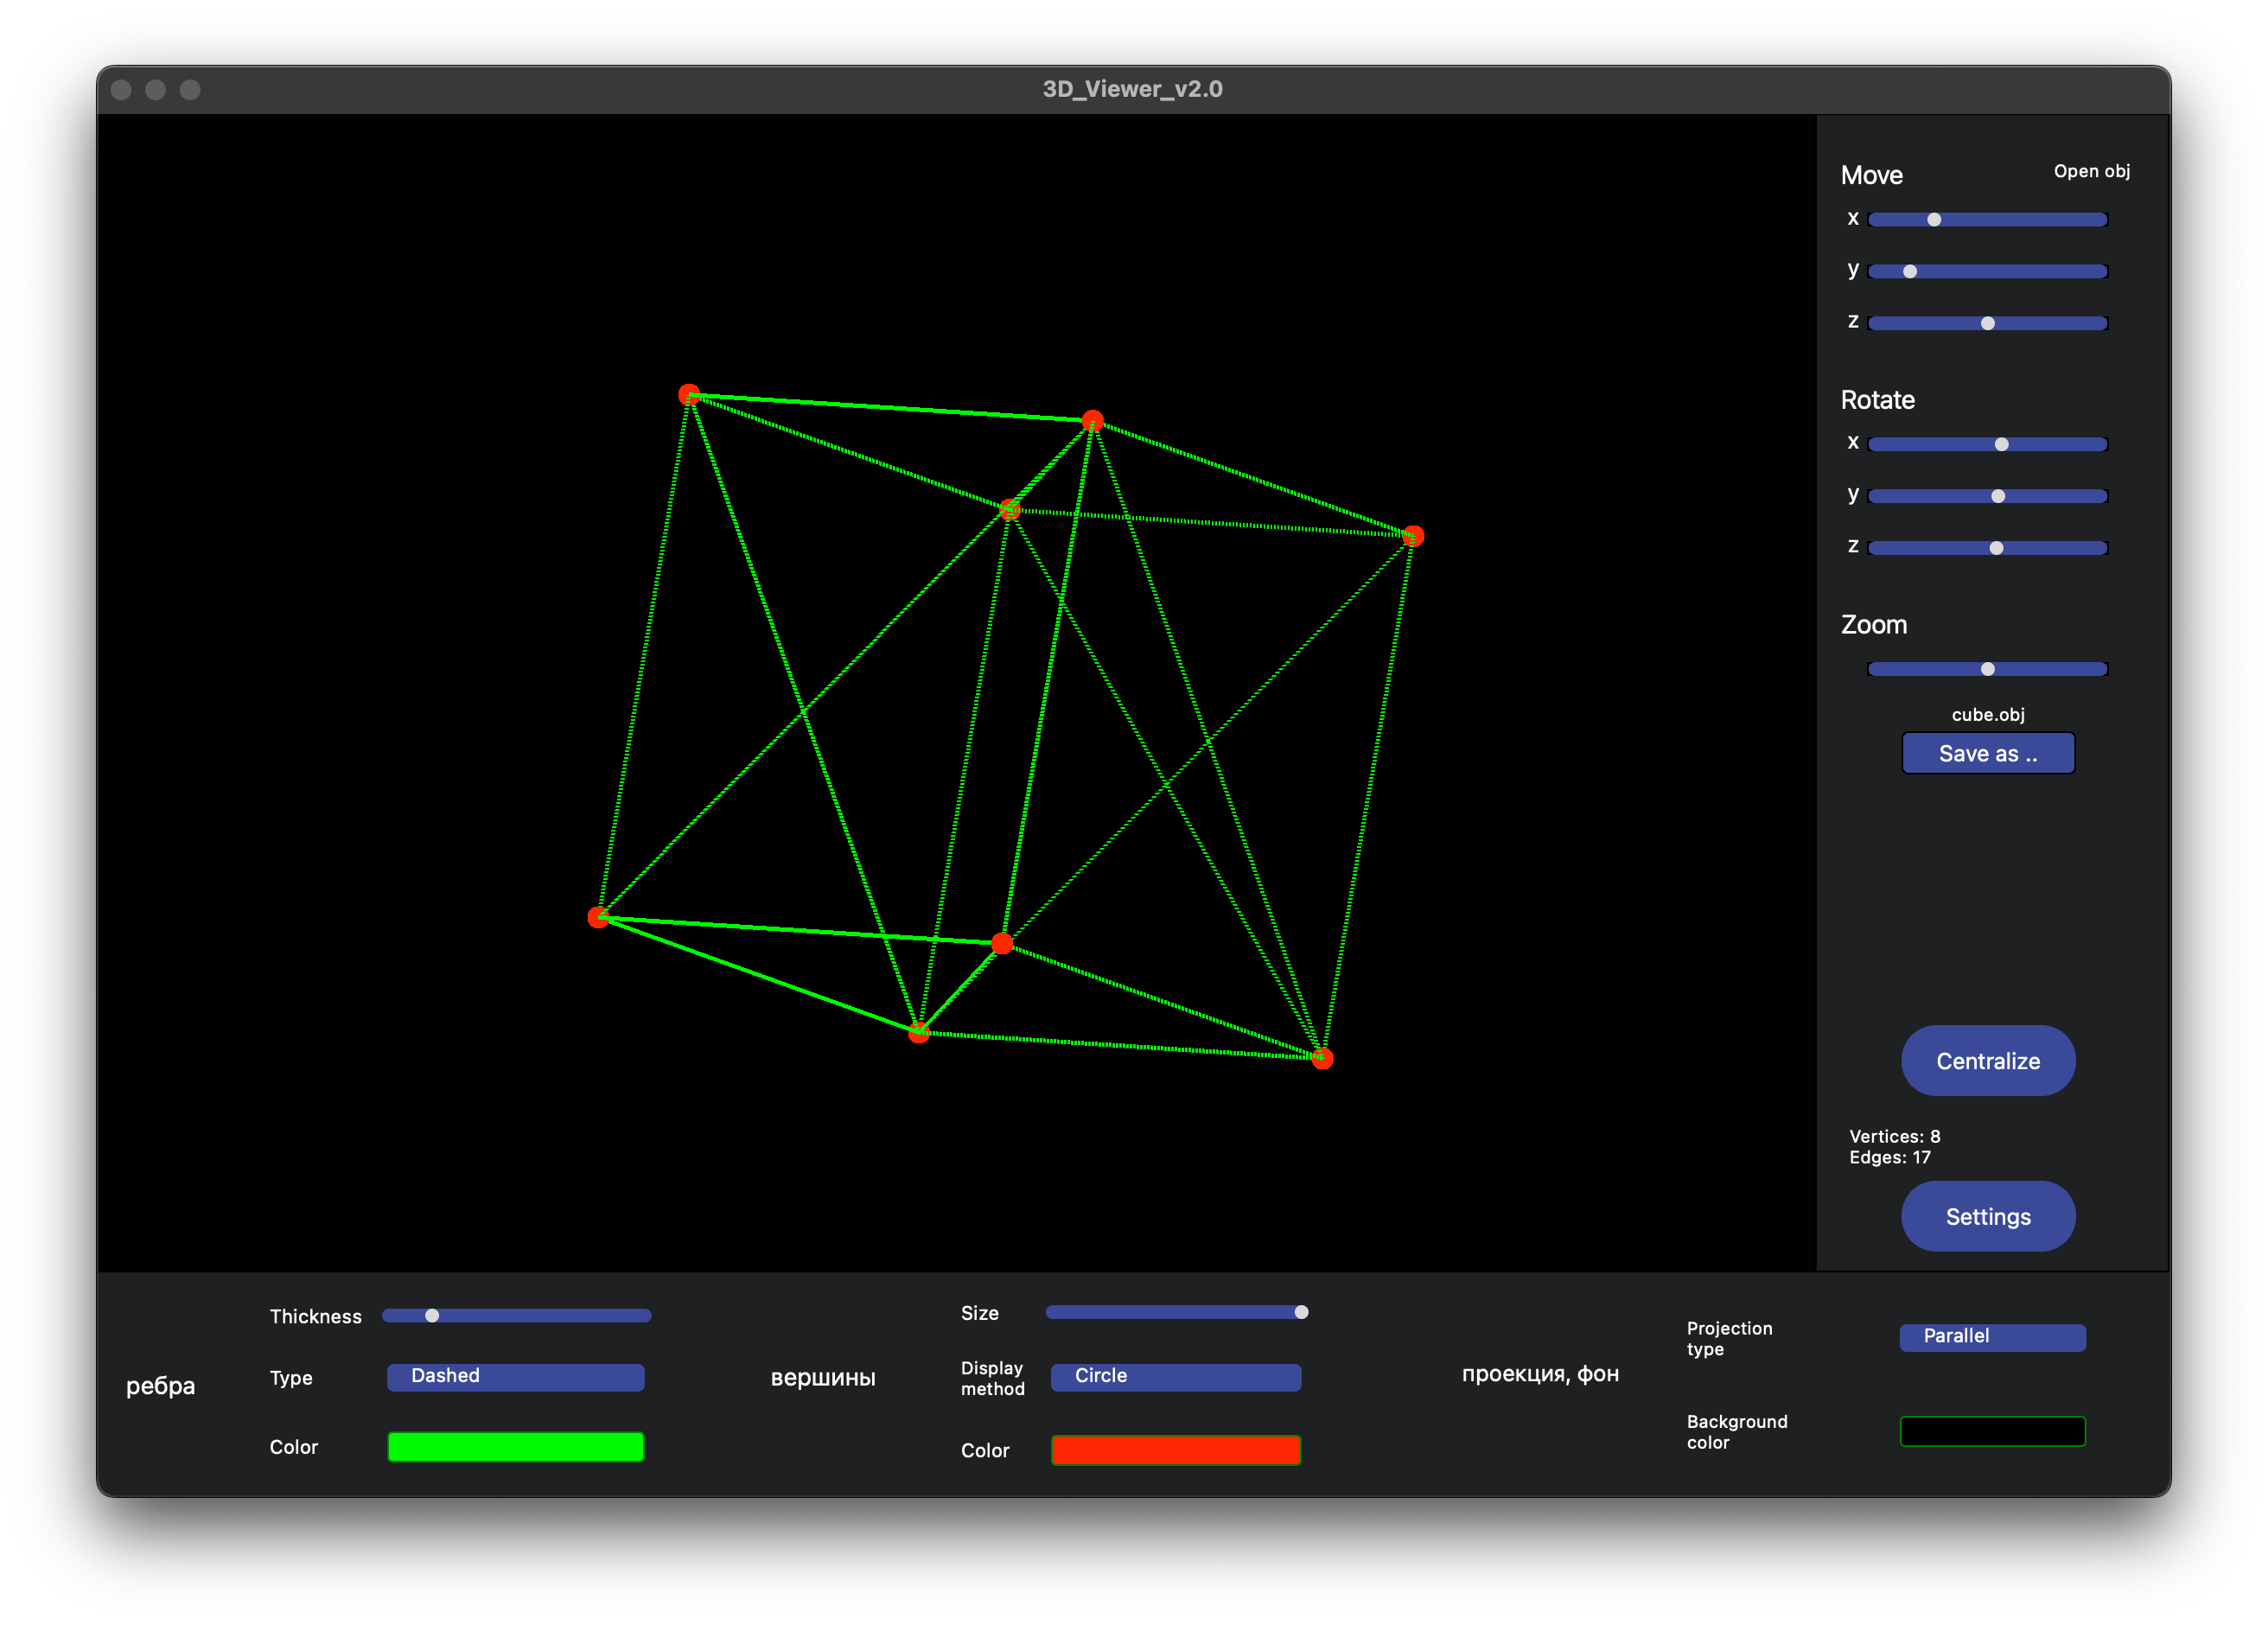 3D_Viewer_v2.0
Move
Open obj
x
y
z
Rotate
x
y
z
Zoom
cube.obj
Save as ..
Centralize
Vertices: 8
Edges: 17
Settings
ребра
Thickness
Type
Dashed
Color
вершины
Size
Display
method
Circle
Color
проекция, фон
Projection
type
Parallel
Background
color